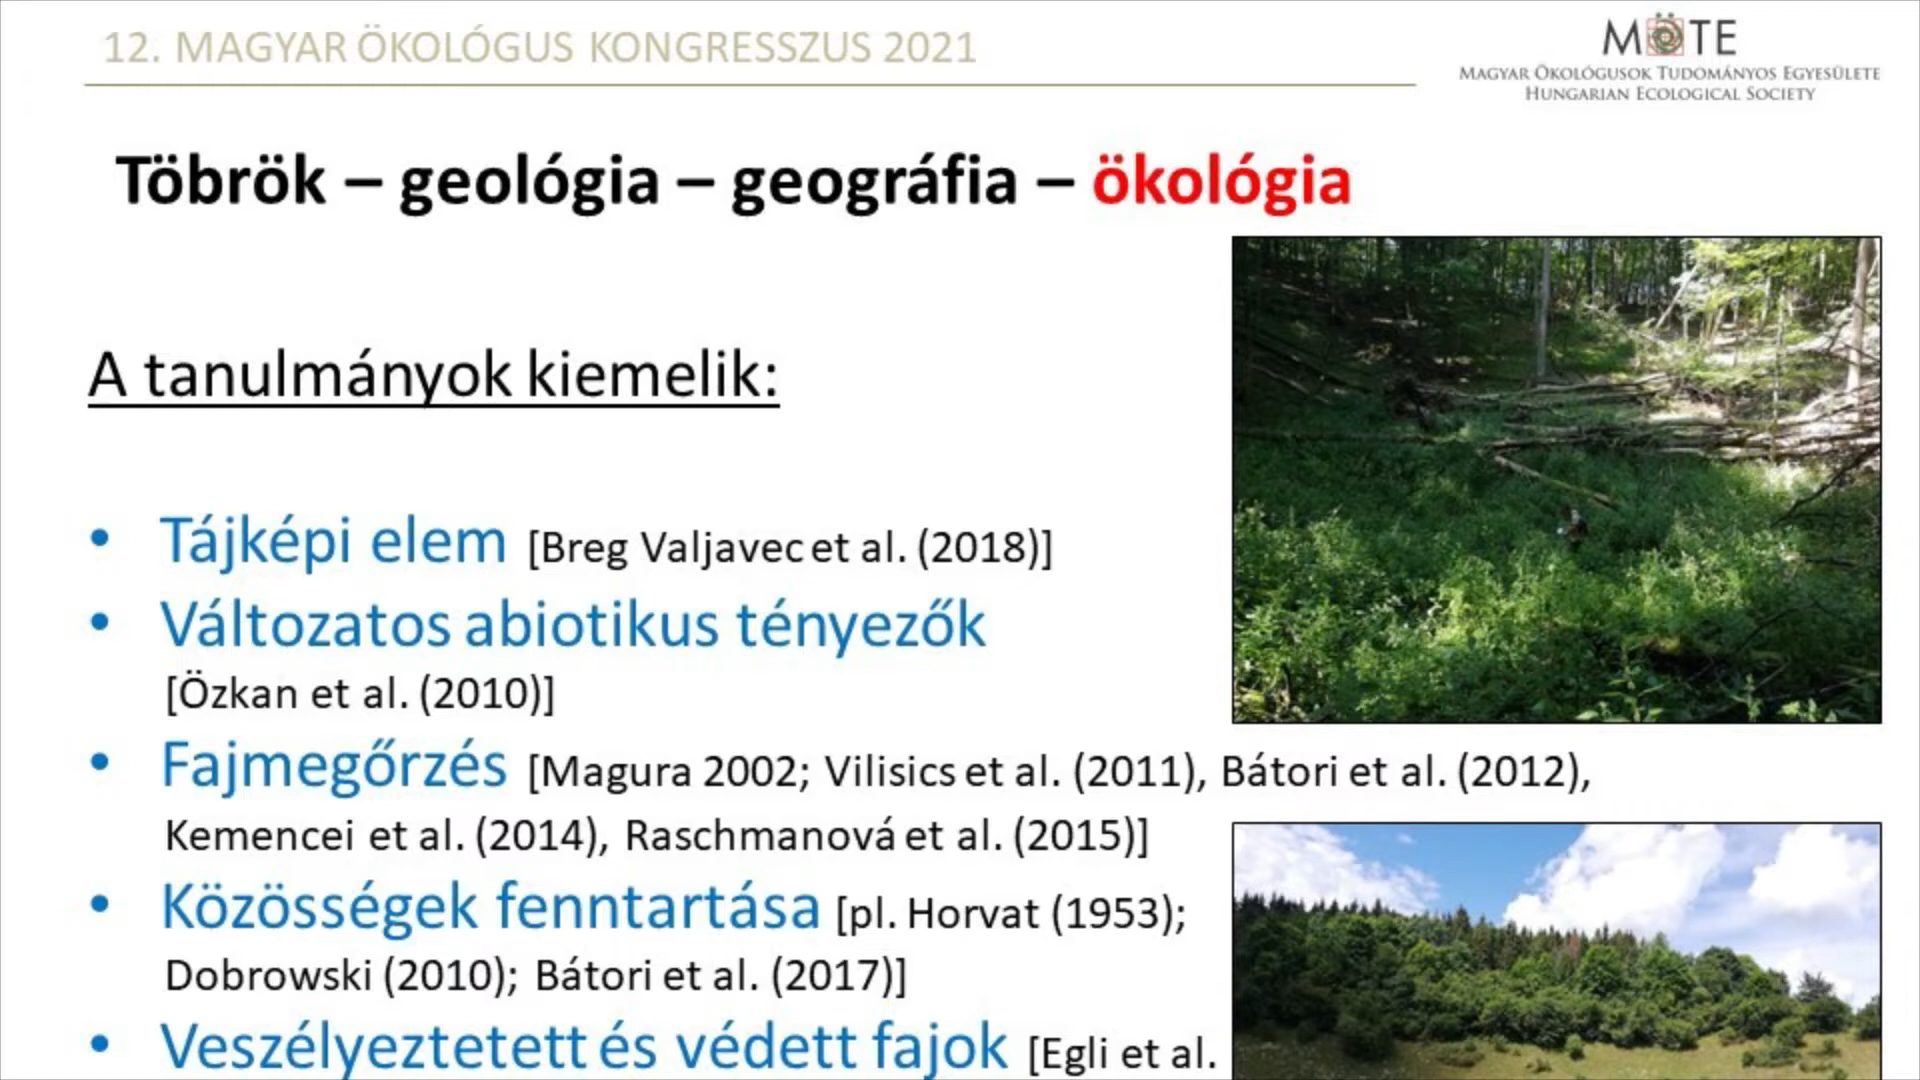 12. MAGYAR ÖKOLÓGUS KONGRESSZUS 2021
MÖTE
MAGYAR ÖKOLÓGUSOK TUDOMÁNYOS EGYESÜLETE
HUNGARIAN ECOLOGICAL SOCIETY
Töbrök – geológia – geográfia – ökológia
A tanulmányok kiemelik:
• Tájképi elem [Breg Valjavec et al. (2018)]
• Változatos abiotikus tényezők
[Özkan et al. (2010)]
• Fajmegőrzés [Magura 2002; Vilisics et al. (2011), Bátori et al. (2012),
Kemencei et al. (2014), Raschmanová et al. (2015)]
• Közösségek fenntartása [pl. Horvat (1953);
Dobrowski (2010); Bátori et al. (2017)]
• Veszélyeztetett és védett fajok [Egli et al.